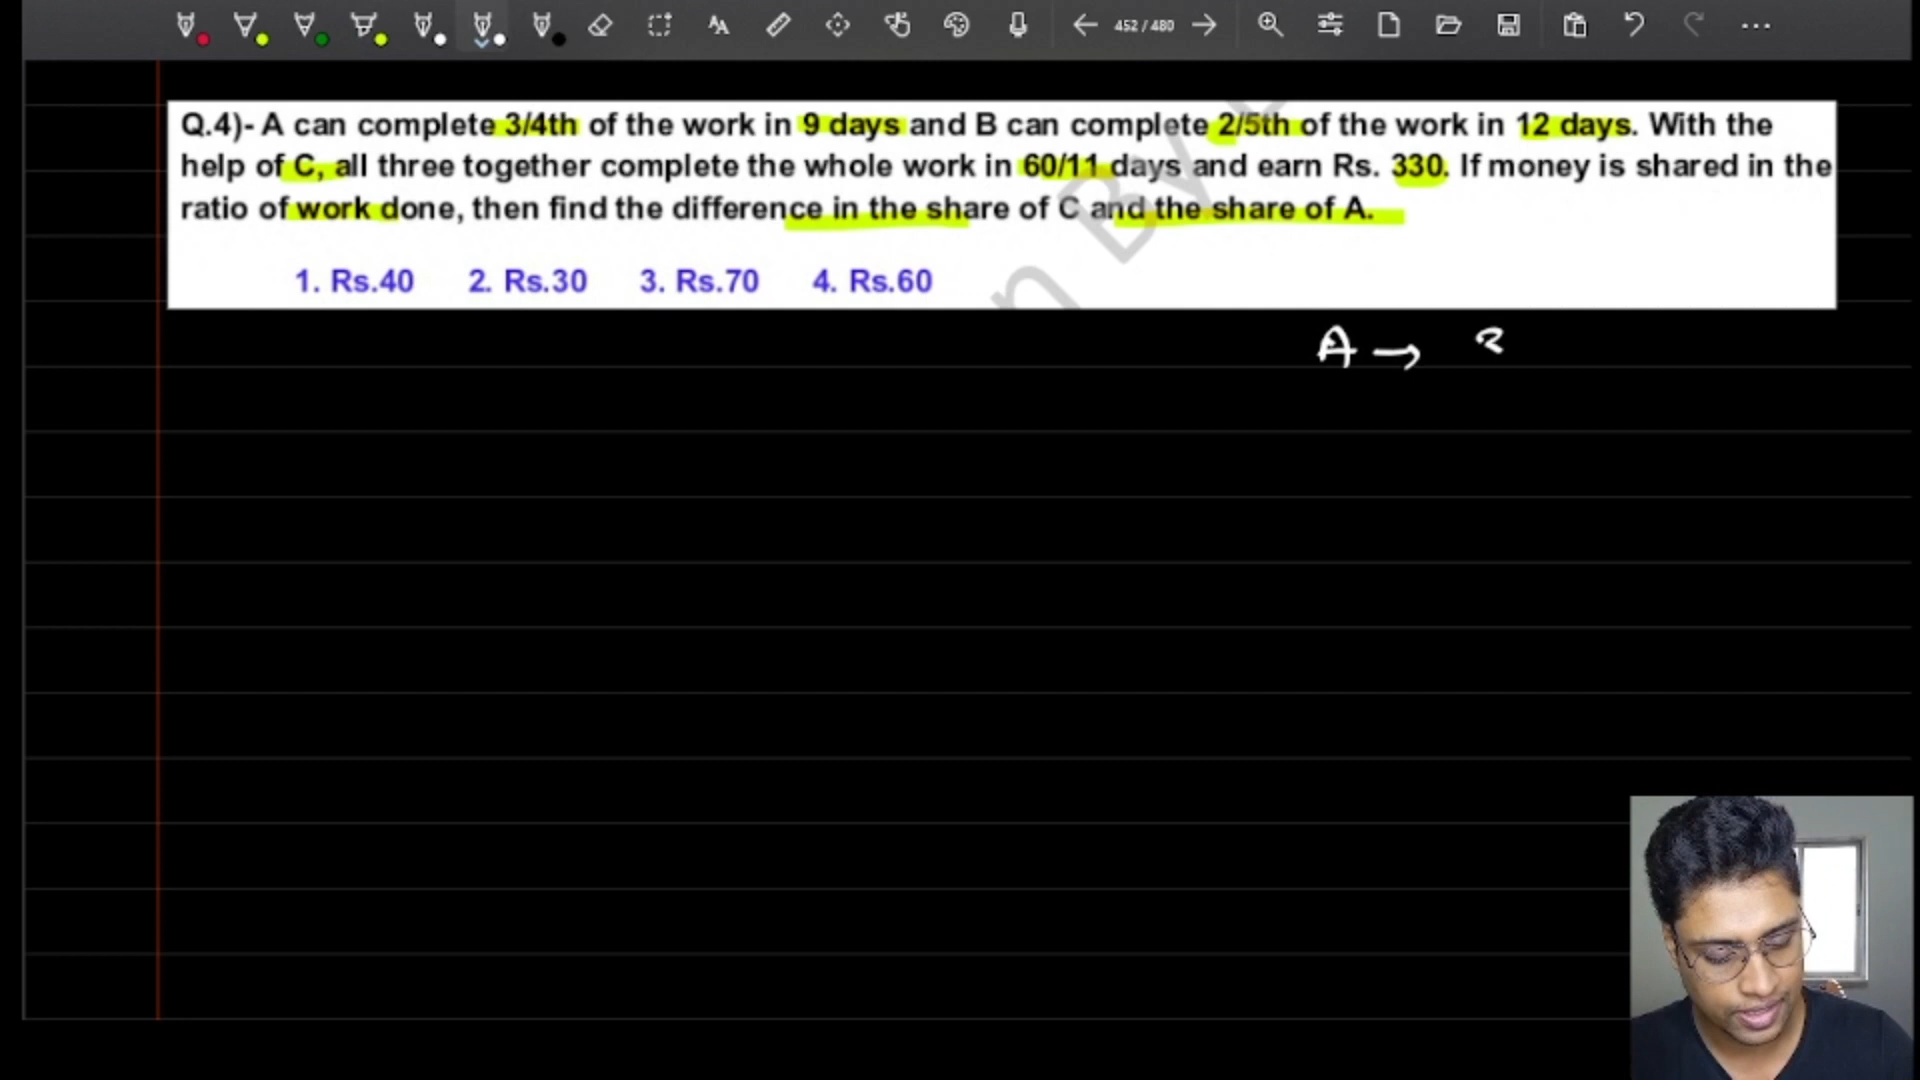 452 / 480
Q.4)- A can complete 3/4th of the work in 9 days and B can complete 2/5th of the work in 12 days. With the
help of C, all three together complete the whole work in 60/11 days and earn Rs. 330. If money is shared in the
ratio of work done, then find the difference in the share of C and the share of A.
1. Rs.40 2. Rs.30 3. Rs.70 4. Rs.60
n By
A → 3